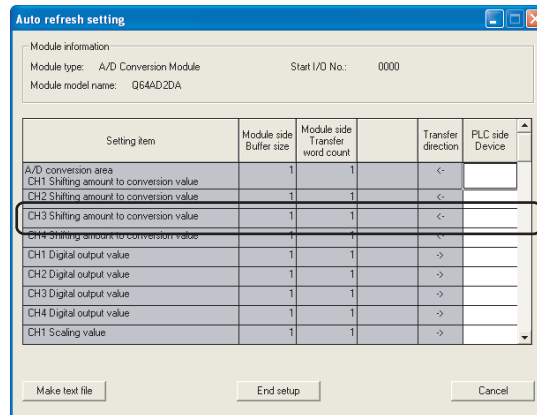 Auto refresh setting
Module information
Module type: A/D Conversion Module Start I/O No.: 0000
Module model name: Q64AD2DA
Setting item Module side Buffer size Module side Transfer word count Transfer direction PLC side Device
A/D conversion area
CH1 Shifting amount to conversion value 1 1 <-
CH2 Shifting amount to conversion value 1 1 <-
CH3 Shifting amount to conversion value 1 1 <-
CH4 Shifting amount to conversion value 1 1 <-
CH1 Digital output value 1 1 ->
CH2 Digital output value 1 1 ->
CH3 Digital output value 1 1 ->
CH4 Digital output value 1 1 ->
CH1 Scaling value 1 1 ->
Make text file End setup Cancel